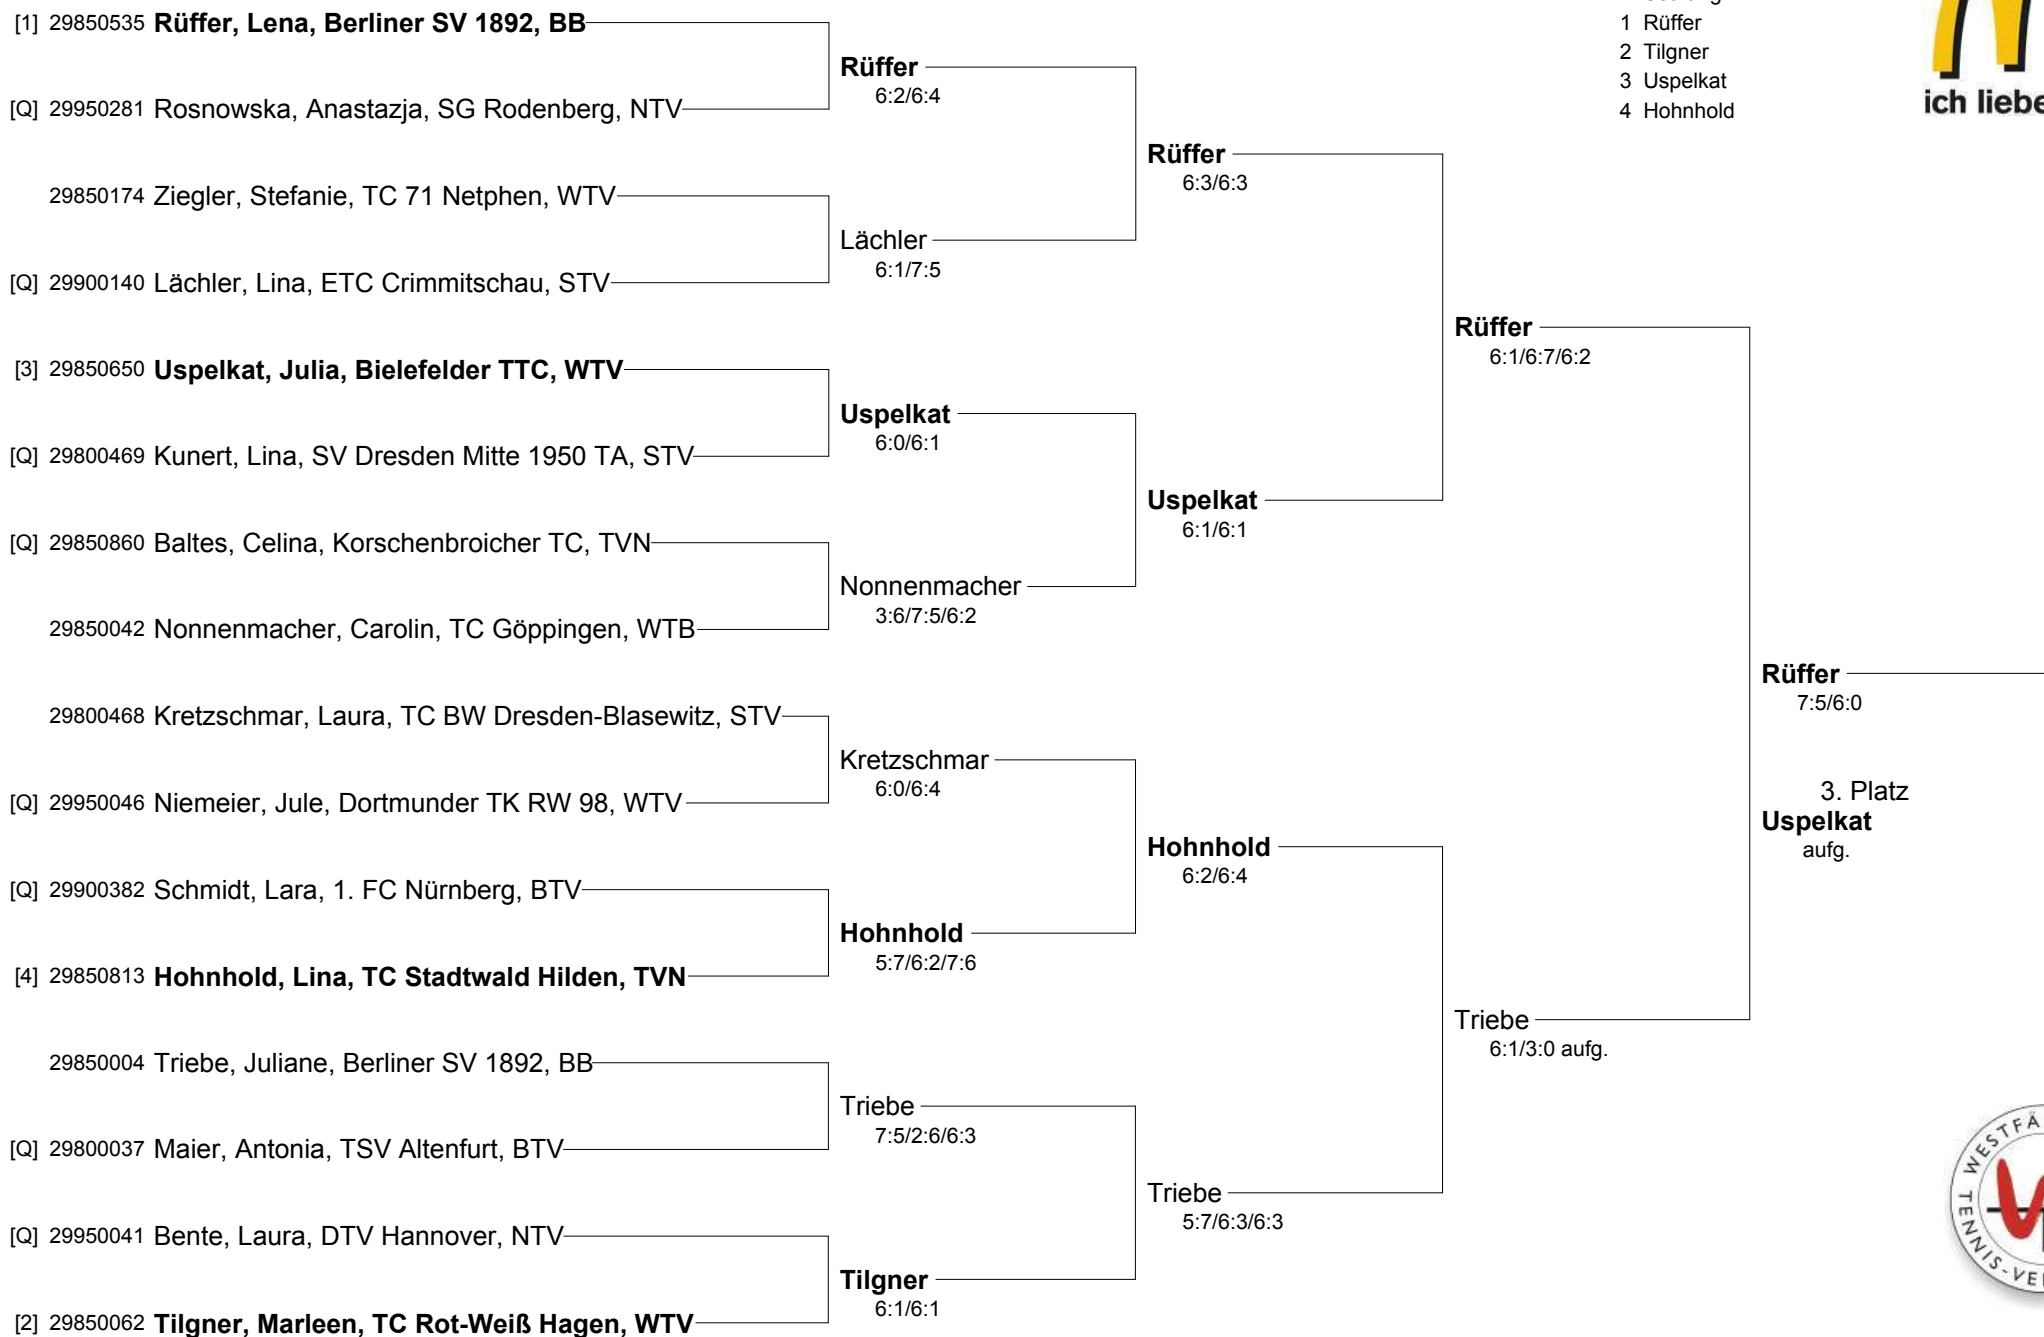 [1] 29850535 Rüffer, Lena, Berliner SV 1892, BB
[Q] 29950281 Rosnowska, Anastazja, SG Rodenberg, NTV
29850174 Ziegler, Stefanie, TC 71 Netphen, WTV
[Q] 29900140 Lächler, Lina, ETC Crimmitschau, STV
[3] 29850650 Uspelkat, Julia, Bielefelder TTC, WTV
[Q] 29800469 Kunert, Lina, SV Dresden Mitte 1950 TA, STV
[Q] 29850860 Baltes, Celina, Korschenbroicher TC, TVN
29850042 Nonnenmacher, Carolin, TC Göppingen, WTB
29800468 Kretzschmar, Laura, TC BW Dresden-Blasewitz, STV
[Q] 29950046 Niemeier, Jule, Dortmunder TK RW 98, WTV
[Q] 29900382 Schmidt, Lara, 1. FC Nürnberg, BTV
[4] 29850813 Hohnhold, Lina, TC Stadtwald Hilden, TVN
29850004 Triebe, Juliane, Berliner SV 1892, BB
[Q] 29800037 Maier, Antonia, TSV Altenfurt, BTV
[Q] 29950041 Bente, Laura, DTV Hannover, NTV
[2] 29850062 Tilgner, Marleen, TC Rot-Weiß Hagen, WTV
Rüffer
6:2/6:4
Lächler
6:1/7:5
Uspelkat
6:0/6:1
Nonnenmacher
3:6/7:5/6:2
Kretzschmar
6:0/6:4
Hohnhold
5:7/6:2/7:6
Triebe
7:5/2:6/6:3
Tilgner
6:1/6:1
Rüffer
6:3/6:3
Uspelkat
6:1/6:1
Hohnhold
6:2/6:4
Triebe
5:7/6:3/6:3
Rüffer
6:1/6:7/6:2
Triebe
6:1/3:0 aufg.
Rüffer
7:5/6:0
3. Platz
Uspelkat
aufg.
1 Rüffer
2 Tilgner
3 Uspelkat
4 Hohnhold
ich liebe
WESTFÄ
TENNIS-VE